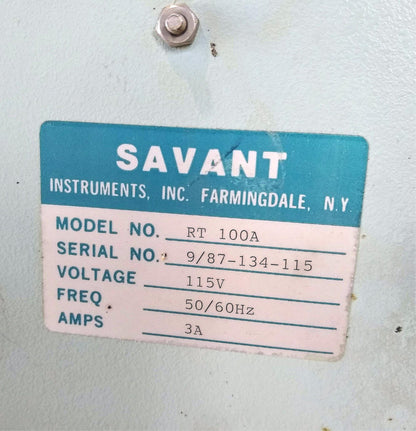 SAVANT
INSTRUMENTS, INC. FARMINGDALE, N.Y
MODEL NO. RT 100A
SERIAL NO. 9/87-134-115
VOLTAGE 115V
FREQ 50/60Hz
AMPS 3A